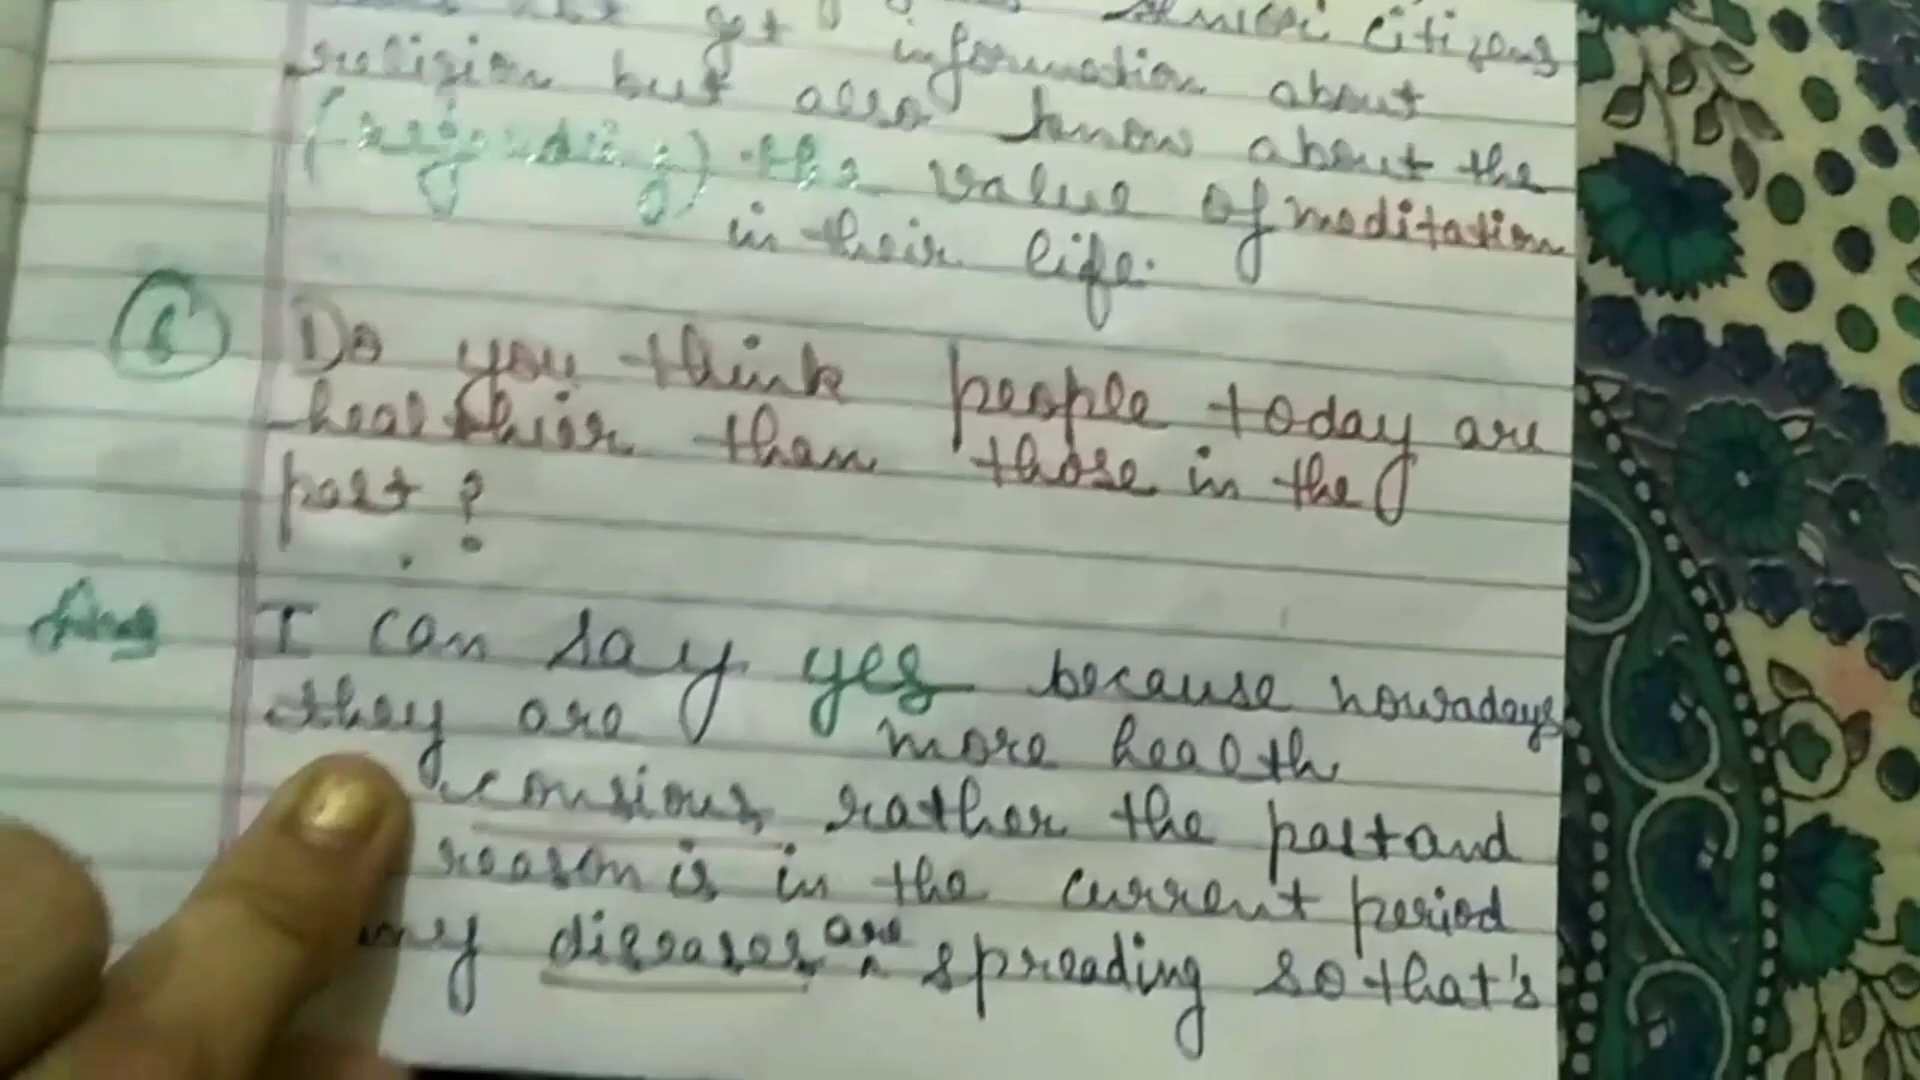 get information about senior citizens
religion but also know about the
(regarding) the value of meditation
in their life.
6 Do you think people today are
healthier then those in the
past ?
Ans I can say yes because nowadays
they are more health
consious rather the past and
reason is in the current period
diseases are spreading so that's